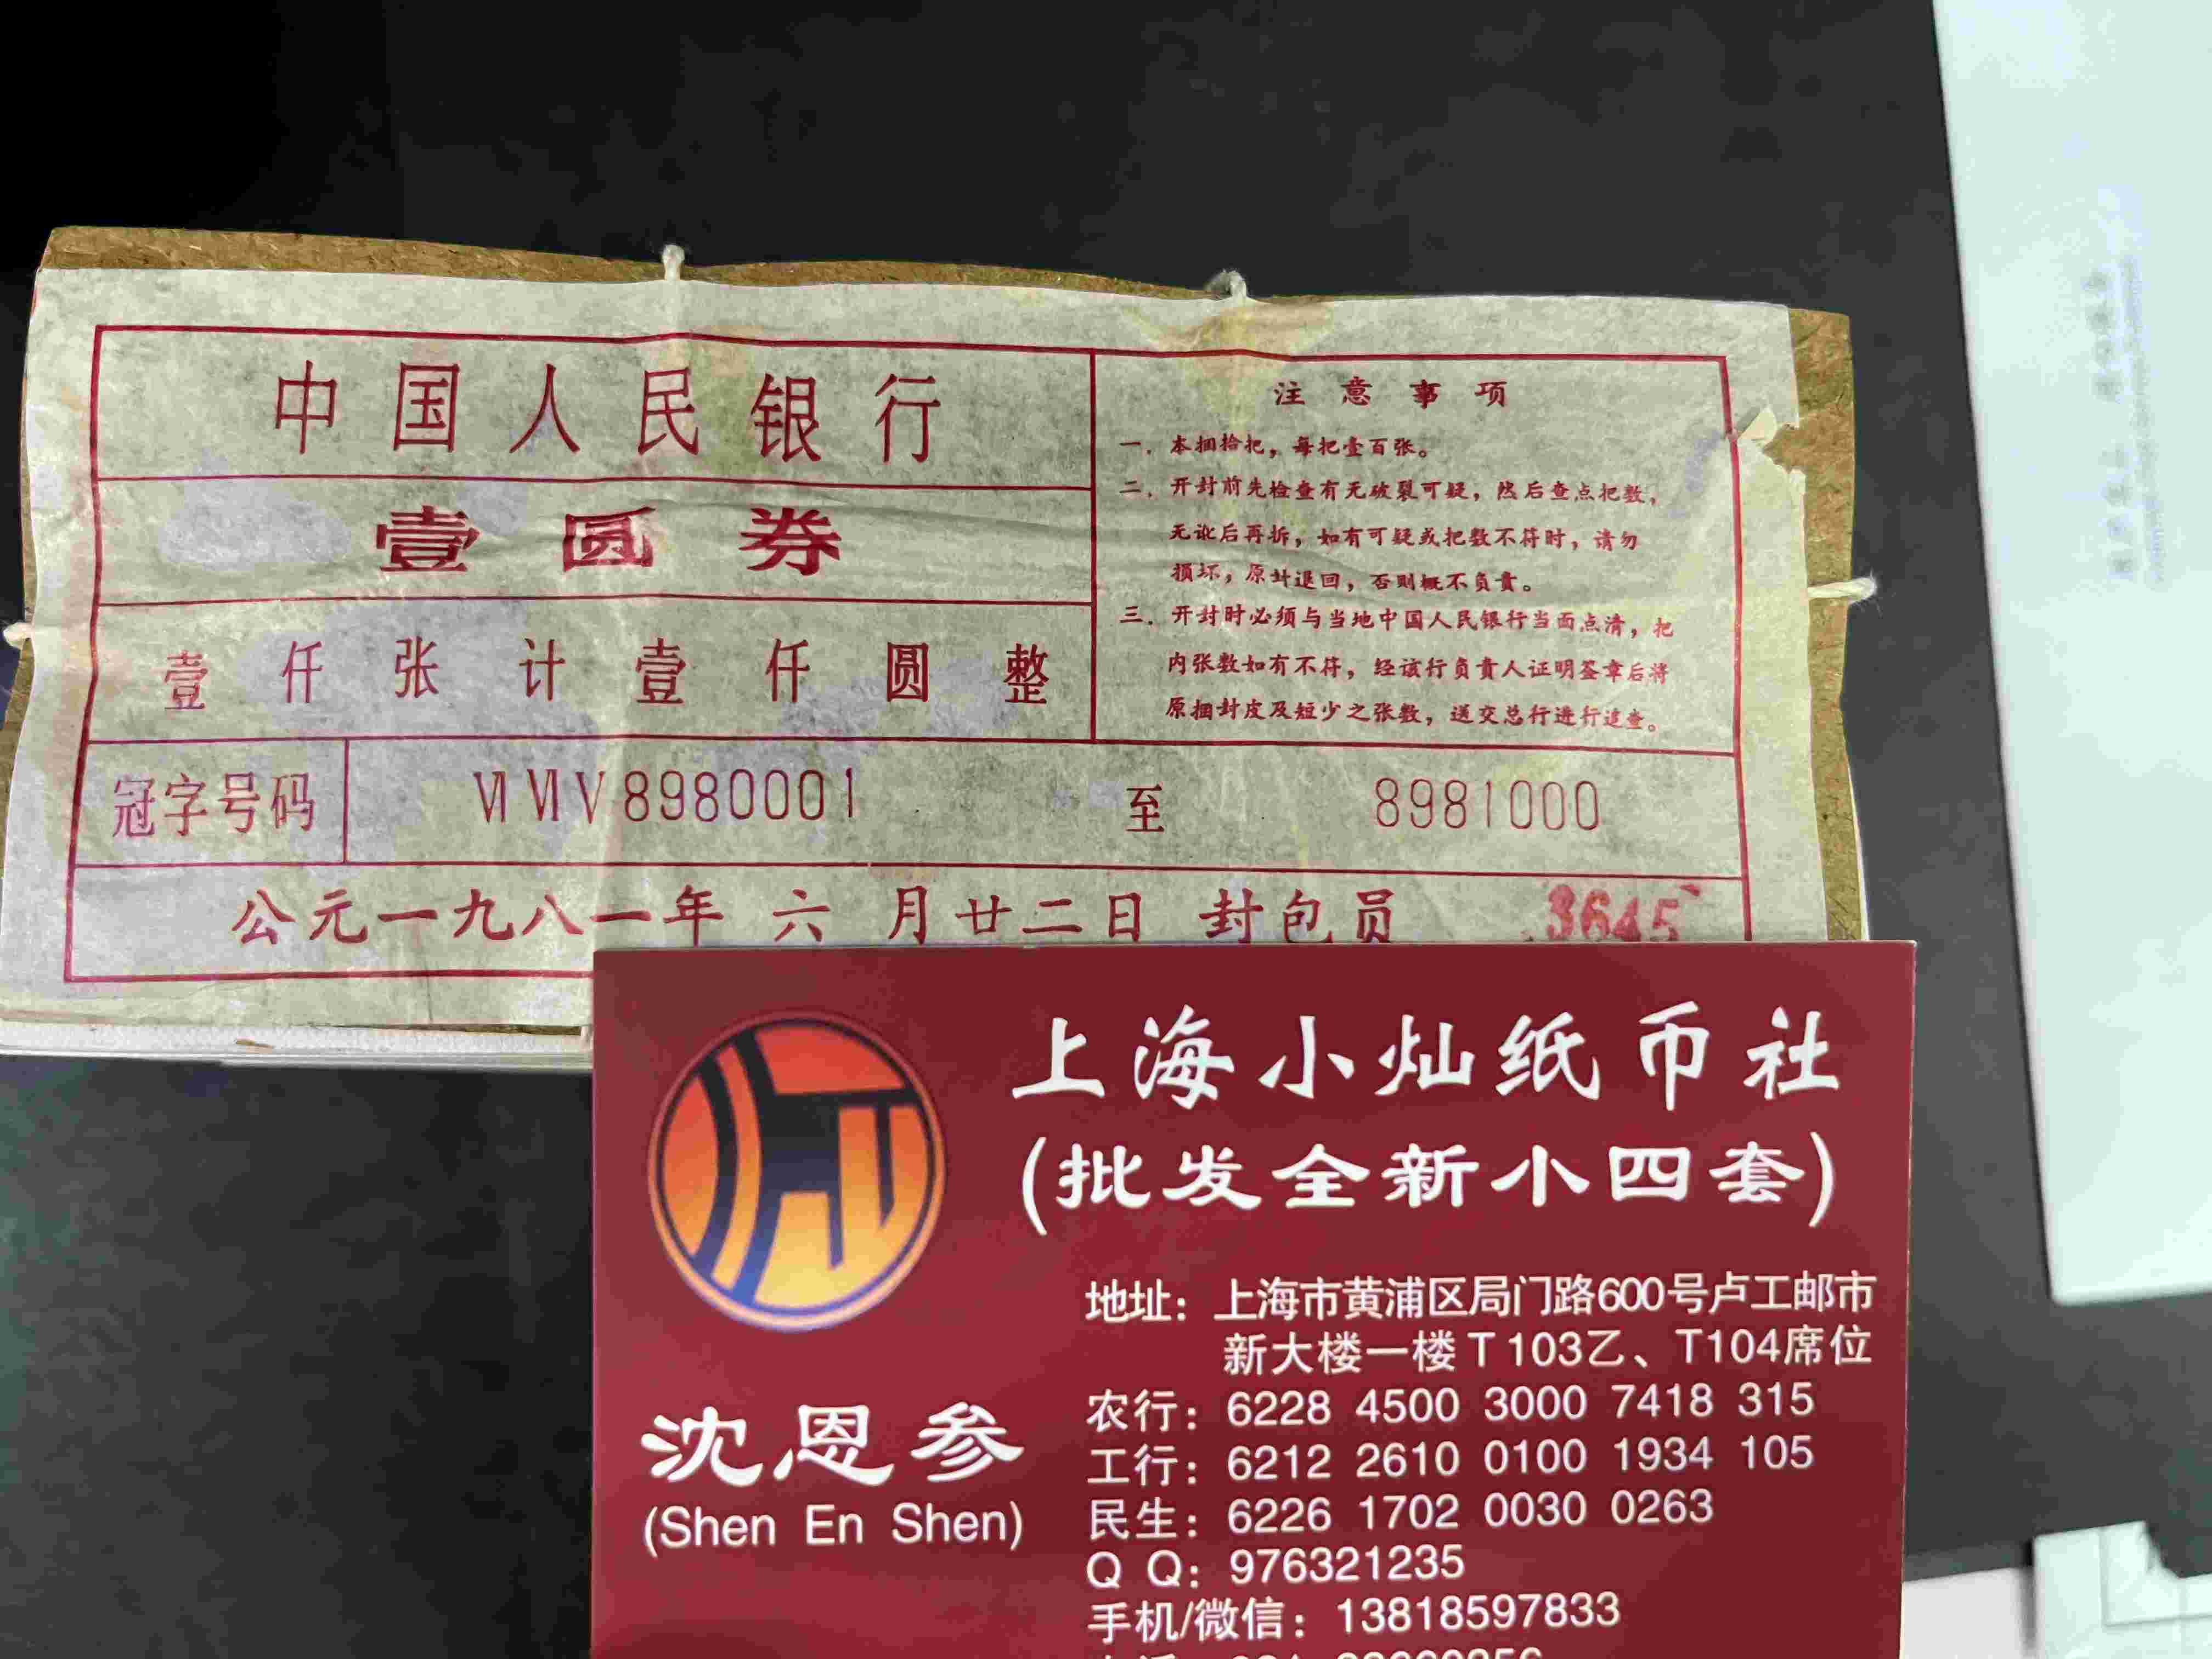 中国人民银行
壹圆券
壹仟张计壹仟圆整
注意事项
一．本捆拾把，每把壹百张。
二．开封前先检查有无破裂可疑，然后查点把数，
无讹后再拆，如有可疑或把数不符时，请勿
损坏，原封退回，否则概不负责。
三．开封时必须与当地中国人民银行当面点清，把
内张数如有不符，经该行负责人证明签章后将
原捆封皮及短少之张数，送交总行进行追查。
冠字号码 ⅥⅥⅤ8980001 至 8981000
公元一九八一年 六 月廿二日 封包员 3645
上海小灿纸币社
(批发全新小四套)
地址：上海市黄浦区局门路600号卢工邮市
新大楼一楼T103乙、T104席位
沈恩参
(Shen En Shen)
农行：6228 4500 3000 7418 315
工行：6212 2610 0100 1934 105
民生：6226 1702 0030 0263
Q Q：976321235
手机/微信：13818597833